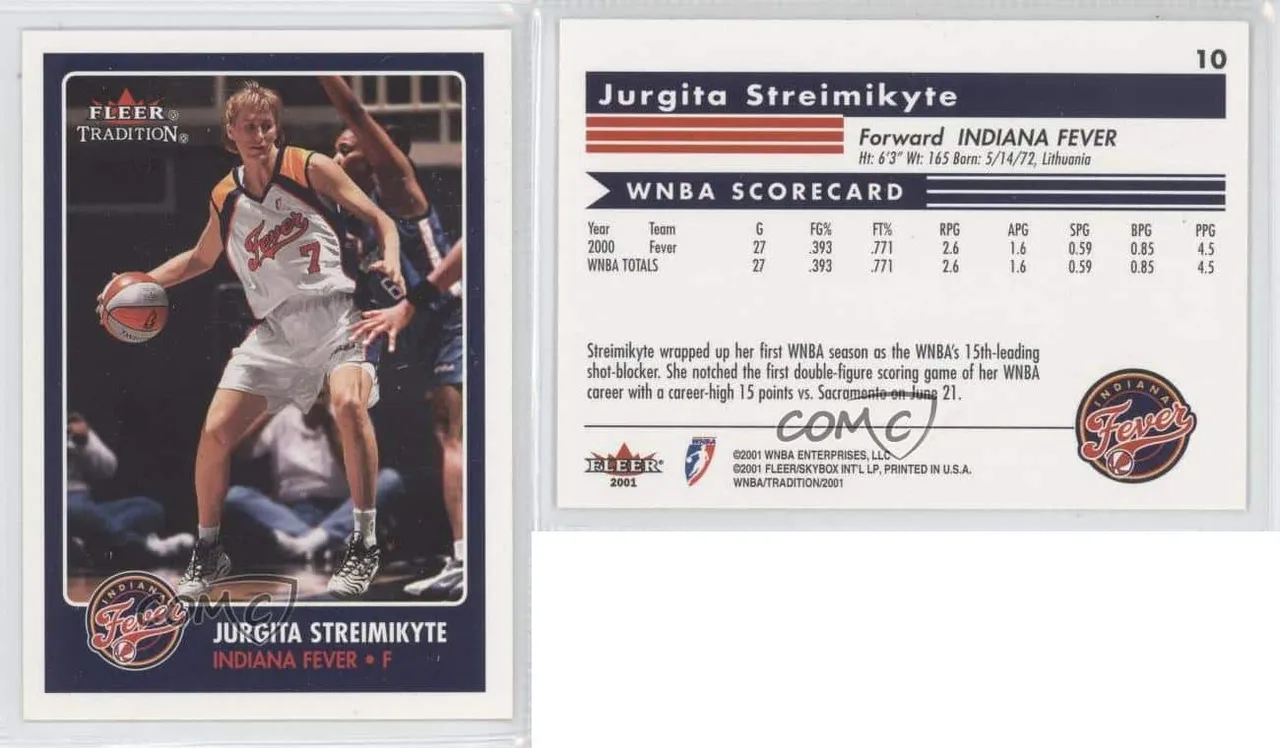 FLEER®
TRADITION®
Fever
7
6
INDIANA
Fever
COMC
JURGITA STREIMIKYTE
INDIANA FEVER • F
10
Jurgita Streimikyte
Forward INDIANA FEVER
Ht: 6'3" Wt: 165 Born: 5/14/72, Lithuania
WNBA SCORECARD
Year Team G FG% FT% RPG APG SPG BPG PPG
2000 Fever 27 .393 .771 2.6 1.6 0.59 0.85 4.5
WNBA TOTALS 27 .393 .771 2.6 1.6 0.59 0.85 4.5
Streimikyte wrapped up her first WNBA season as the WNBA's 15th-leading
shot-blocker. She notched the first double-figure scoring game of her WNBA
career with a career-high 15 points vs. Sacramento on June 21.
COMC
INDIANA
Fever
FLEER®
2001
WNBA
©2001 WNBA ENTERPRISES, LLC
©2001 FLEER/SKYBOX INT'L LP, PRINTED IN U.S.A.
WNBA/TRADITION/2001